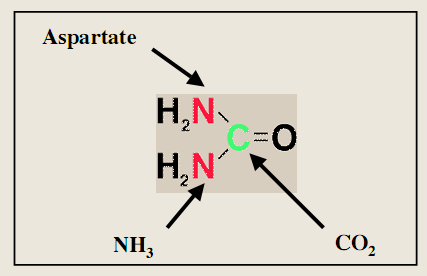 Aspartate
H₂N
C=O
H₂N
NH₃
CO₂